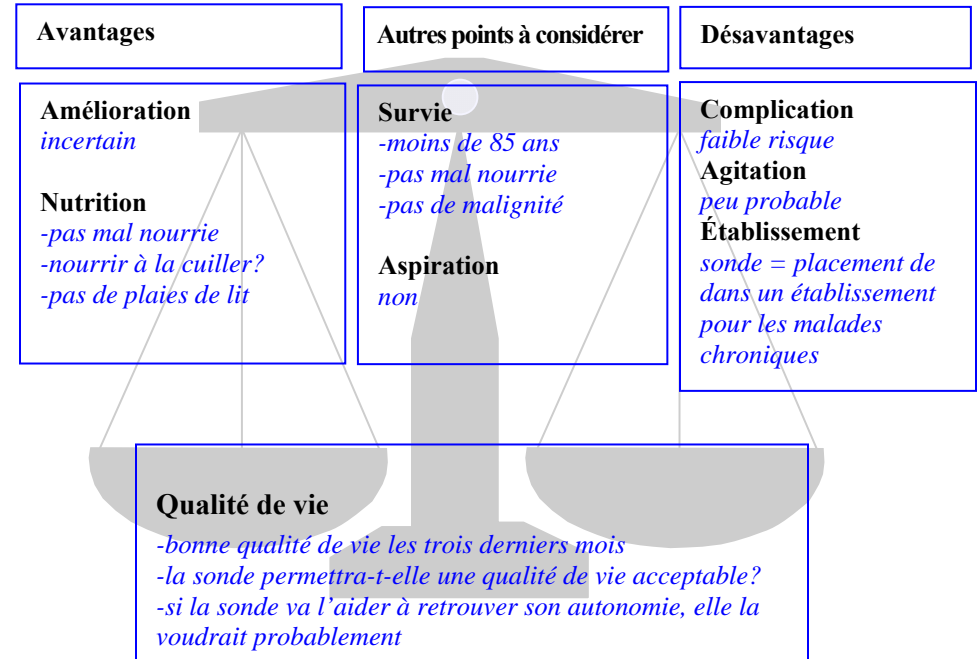 Avantages
Amélioration
incertain
Nutrition
-pas mal nourrie
-nourrir à la cuiller?
-pas de plaies de lit
Autres points à considérer
Survie
-moins de 85 ans
-pas mal nourrie
-pas de malignité
Aspiration
non
Désavantages
Complication
faible risque
Agitation
peu probable
Établissement
sonde = placement de
dans un établissement
pour les malades
chroniques
Qualité de vie
-bonne qualité de vie les trois derniers mois
-la sonde permettra-t-elle une qualité de vie acceptable?
-si la sonde va l'aider à retrouver son autonomie, elle la
voudrait probablement